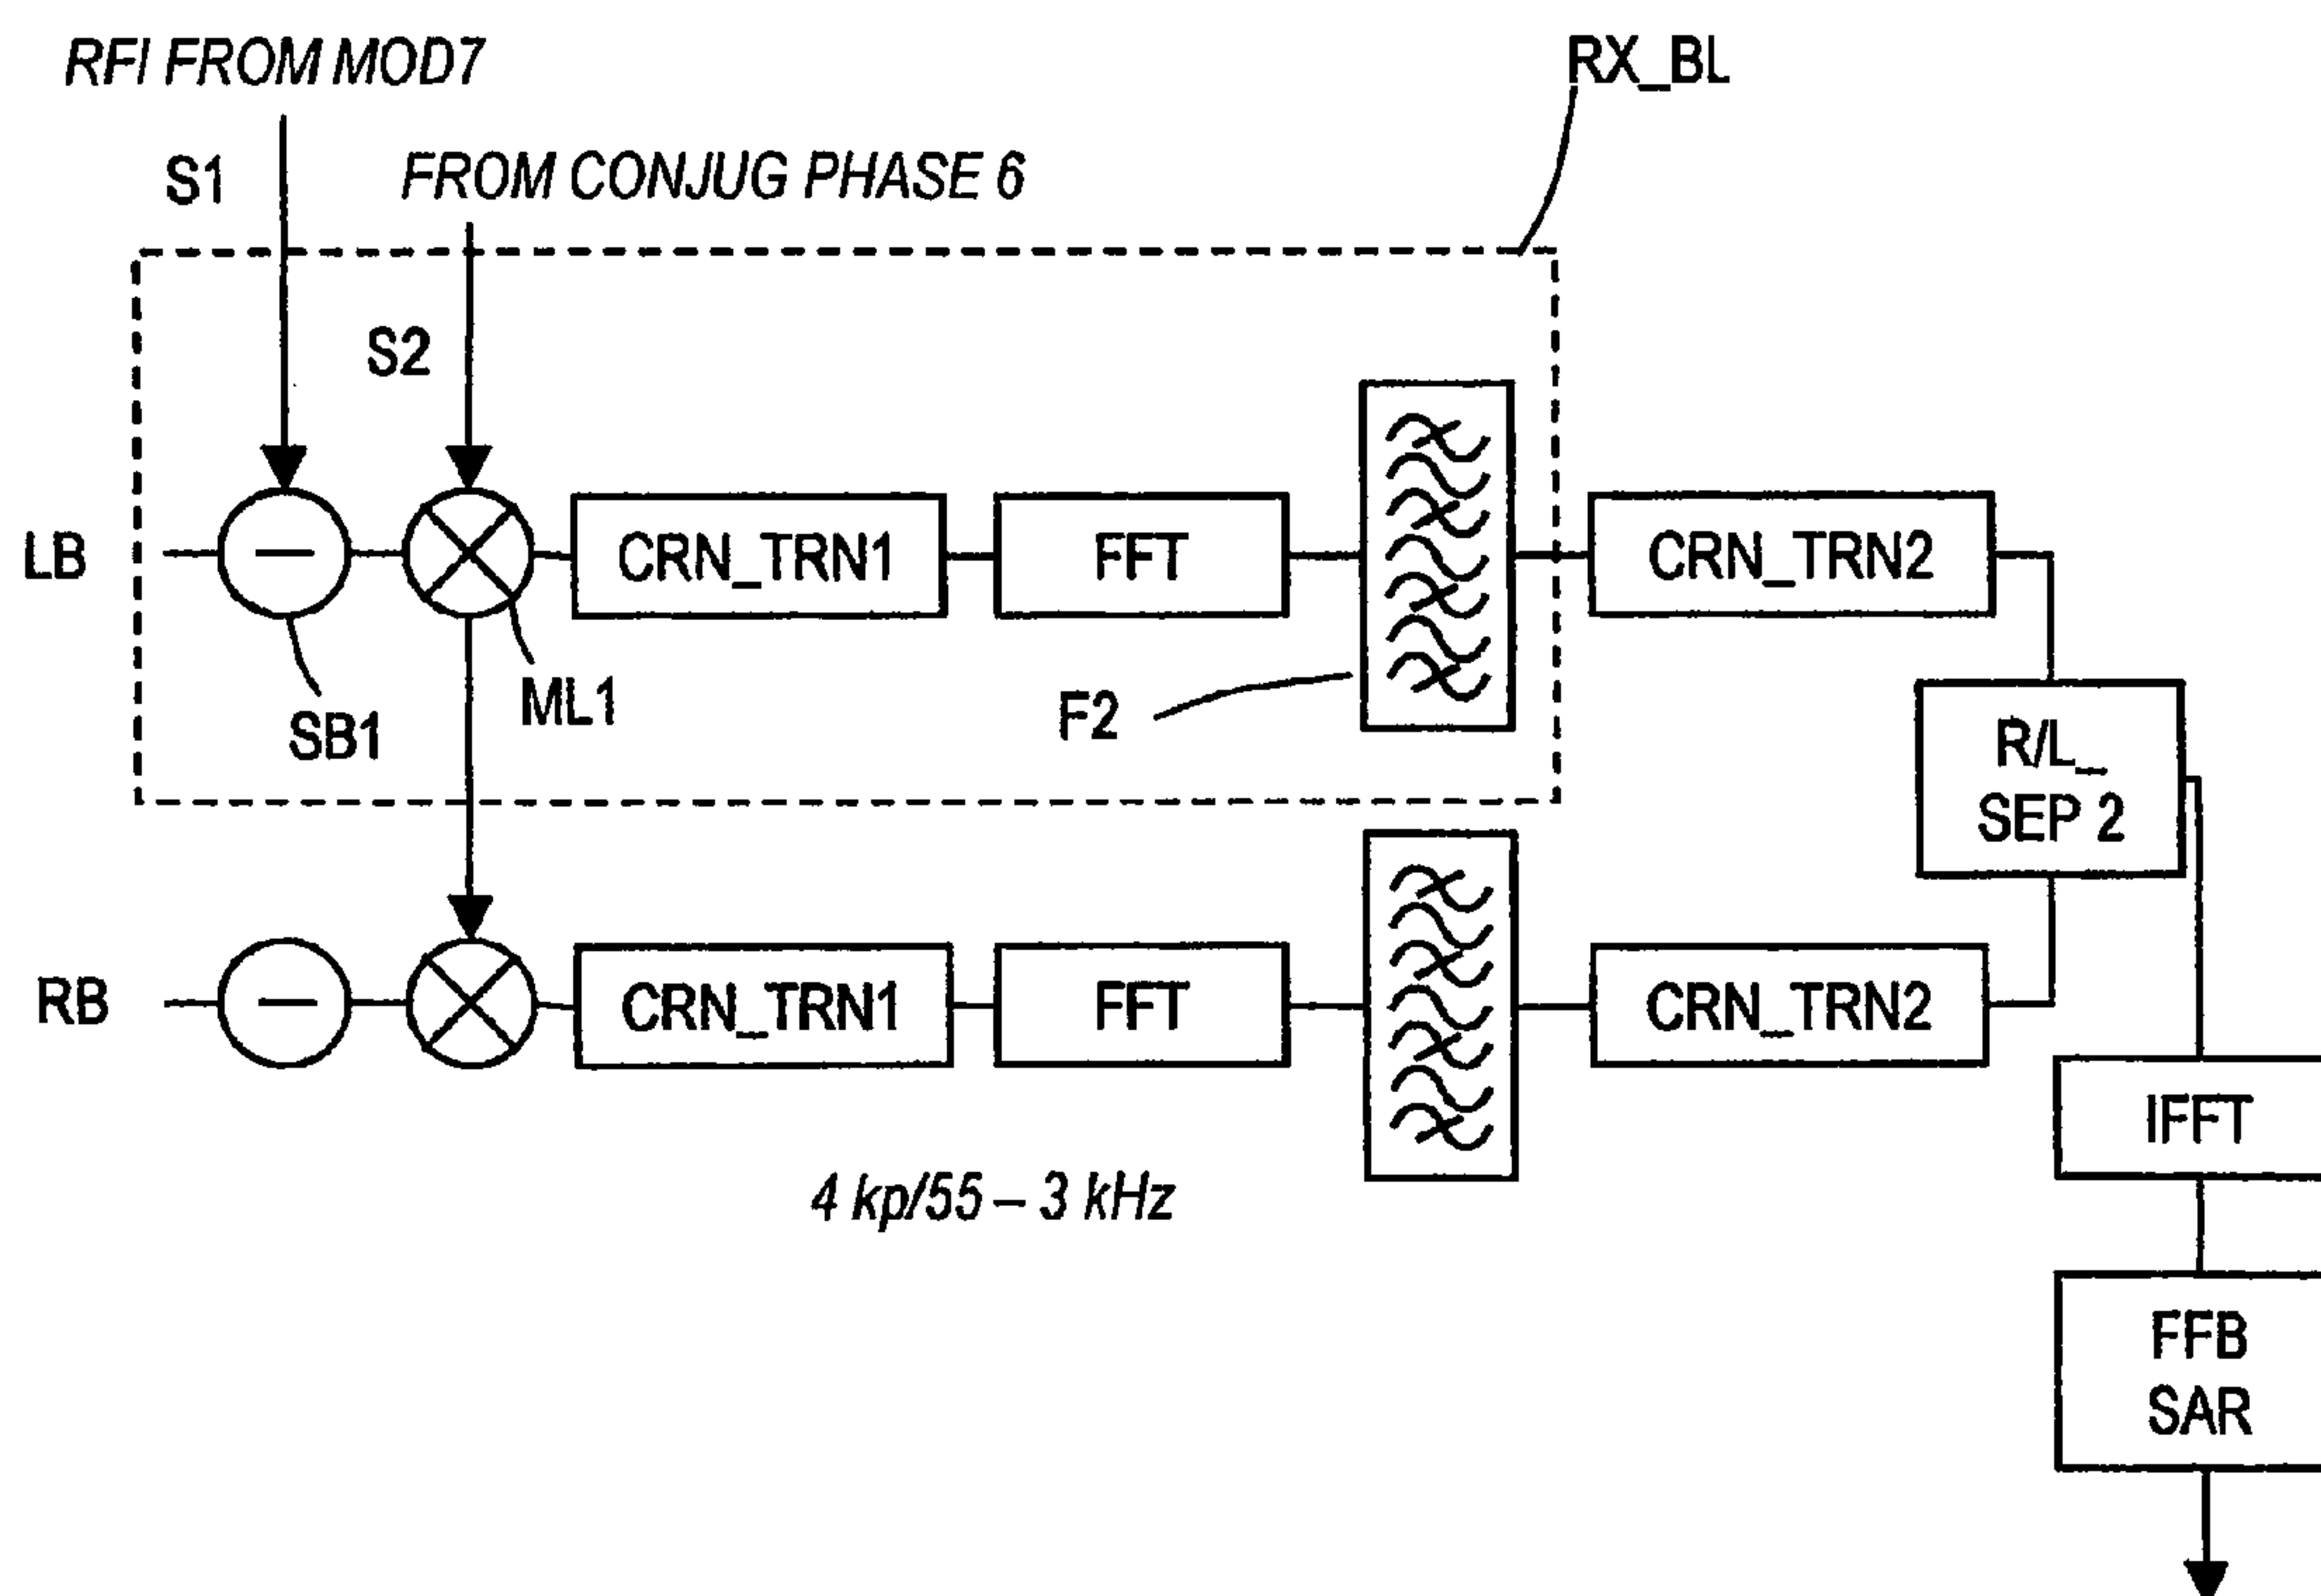 RFI FROM MOD7
RX_BL
S1
FROM CONJUG PHASE 6
S2
LB
CRN_TRN1
FFT
CRN_TRN2
SB1
ML1
F2
R/L_
SEP 2
RB
CRN_TRN1
FFT
CRN_TRN2
IFFT
4 kp/55 – 3 kHz
FFB
SAR